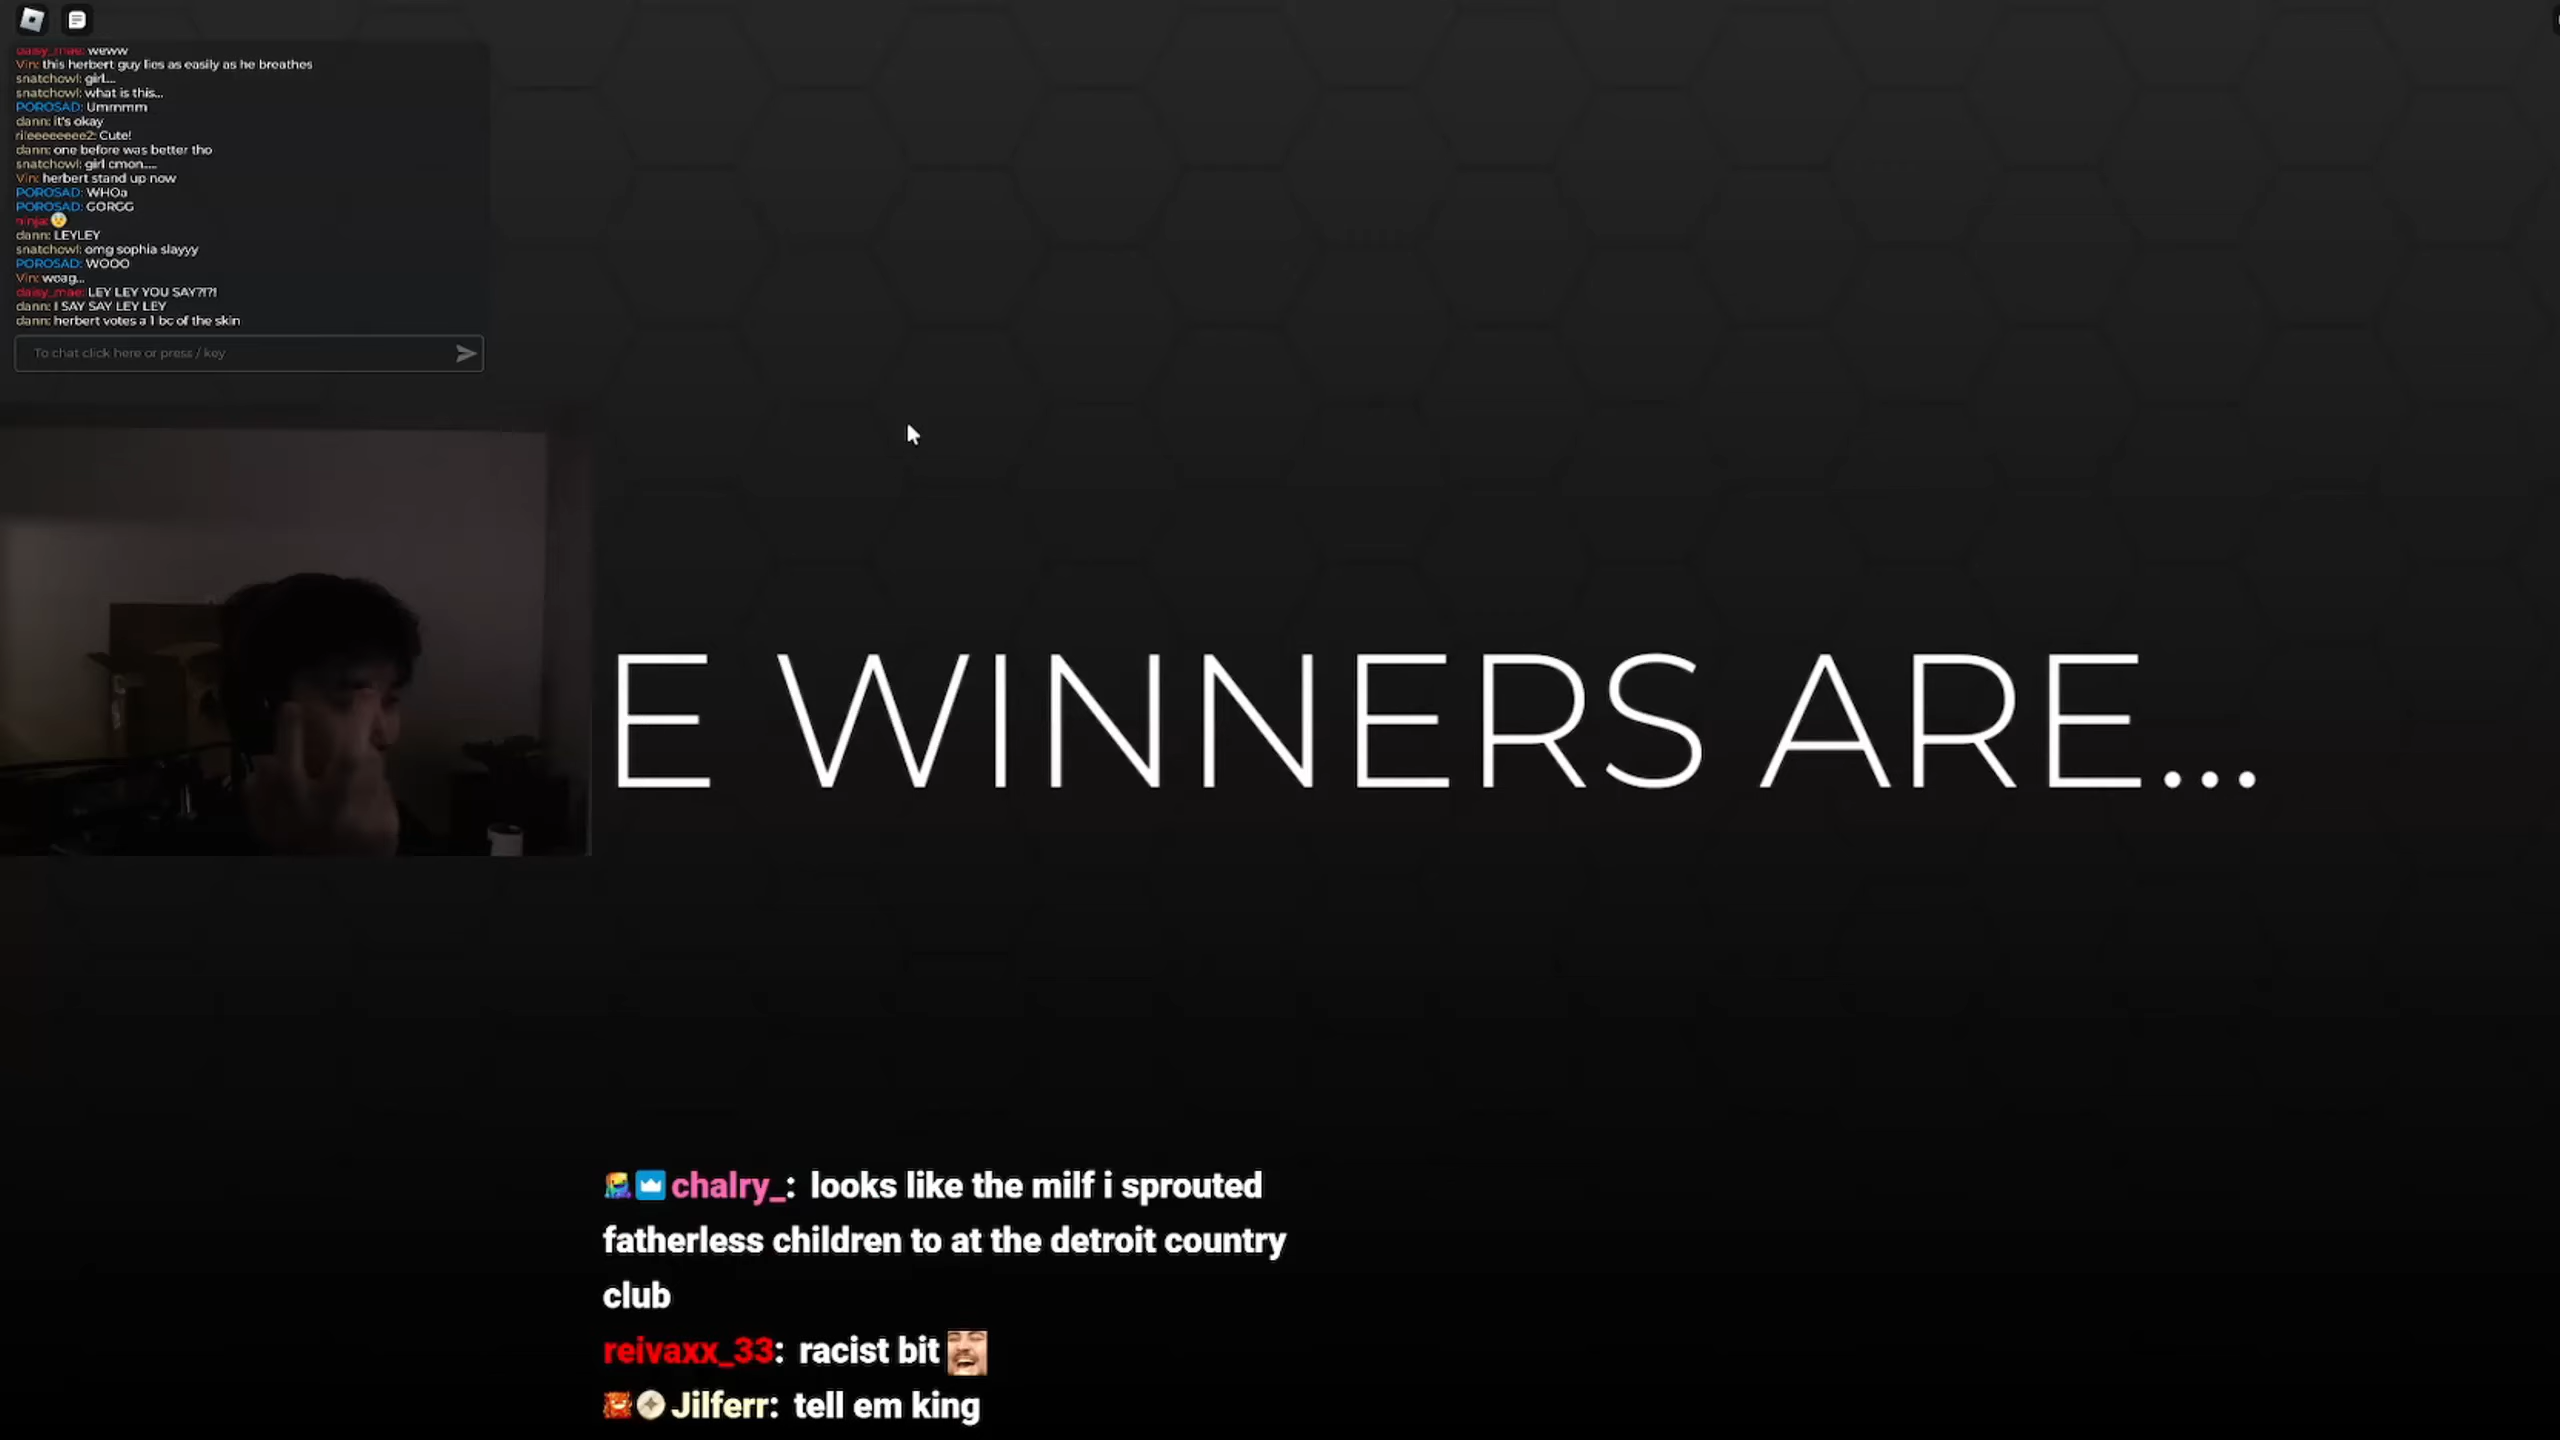 daisy_mae: weww
Vin: this herbert guy lies as easily as he breathes
snatchowl: girl...
snatchowl: what is this...
POROSAD: Ummmm
dann: it's okay
rileeeeeeee2: Cute!
dann: one before was better tho
snatchowl: girl cmon....
Vin: herbert stand up now
POROSAD: WHOa
POROSAD: GORGG
ninja: 😨
dann: LEYLEY
snatchowl: omg sophia slayyy
POROSAD: WOOO
Vin: woag...
daisy_mae: LEY LEY YOU SAY?!?!
dann: I SAY SAY LEY LEY
dann: herbert votes a 1 bc of the skin
To chat click here or press / key
E WINNERS ARE...
chalry_: looks like the milf i sprouted
fatherless children to at the detroit country
club
reivaxx_33: racist bit
Jilferr: tell em king